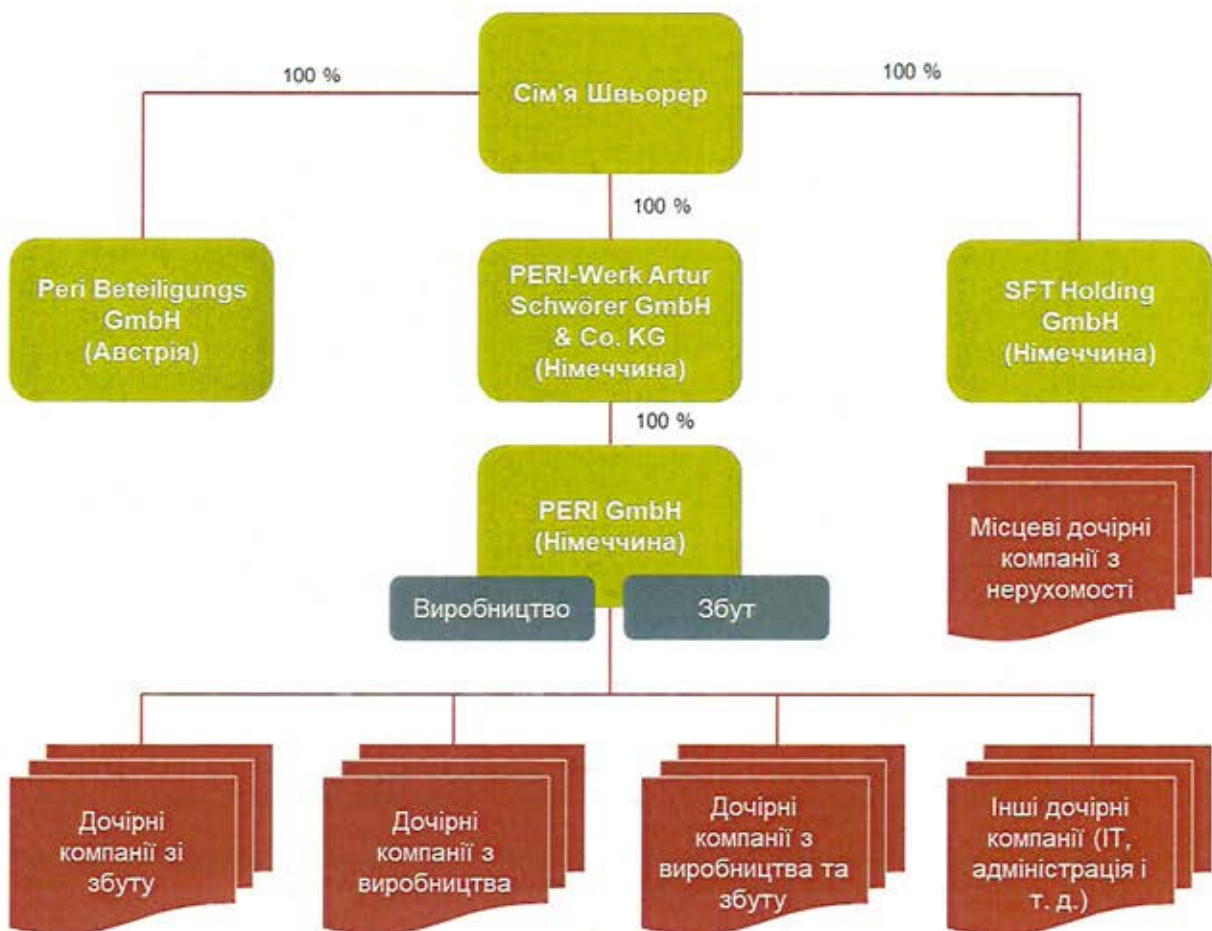 100 %
Сім'я Швьорер
100 %
100 %
Peri Beteiligungs
GmbH
(Австрія)
PERI-Werk Artur
Schwörer GmbH
& Co. KG
(Німеччина)
SFT Holding
GmbH
(Німеччина)
100 %
PERI GmbH
(Німеччина)
Виробництво
Збут
Місцеві дочірні
компанії з
нерухомості
Дочірні
компанії зі
збуту
Дочірні
компанії з
виробництва
Дочірні
компанії з
виробництва та
збуту
Інші дочірні
компанії (IT,
адміністрація і
т. д.)